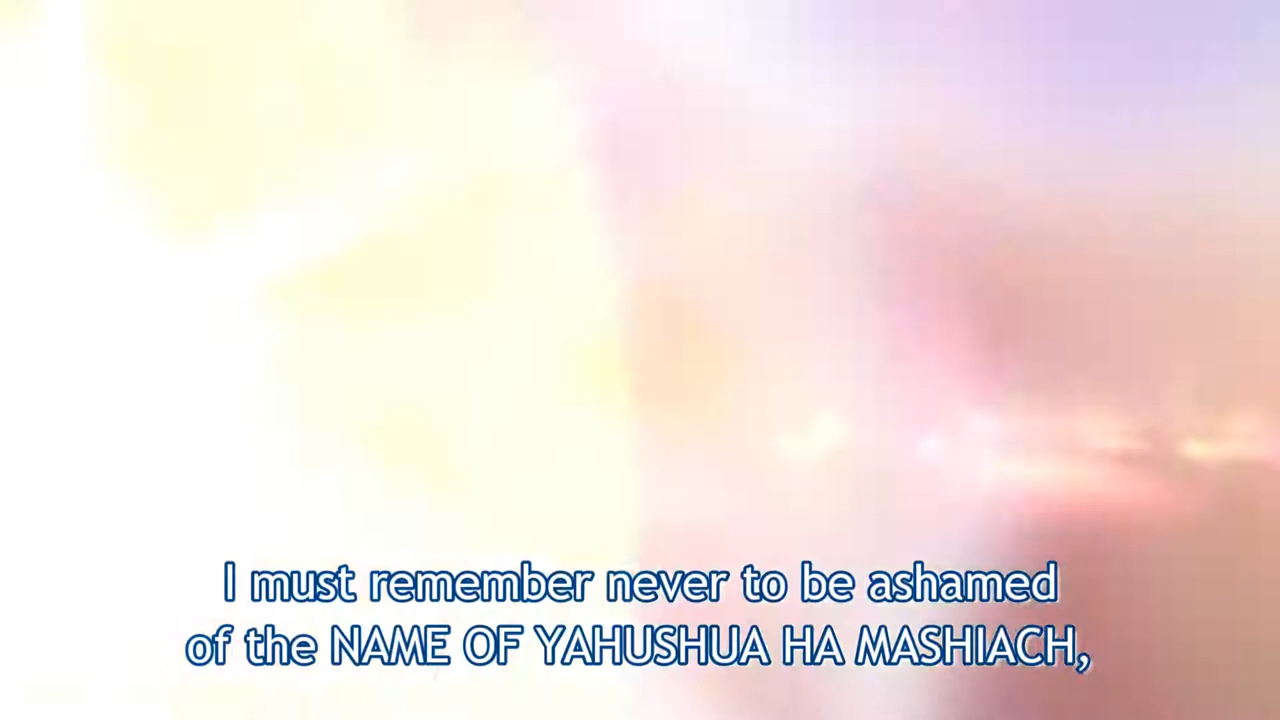 I must remember never to be ashamed
of the NAME OF YAHUSHUA HA MASHIACH,